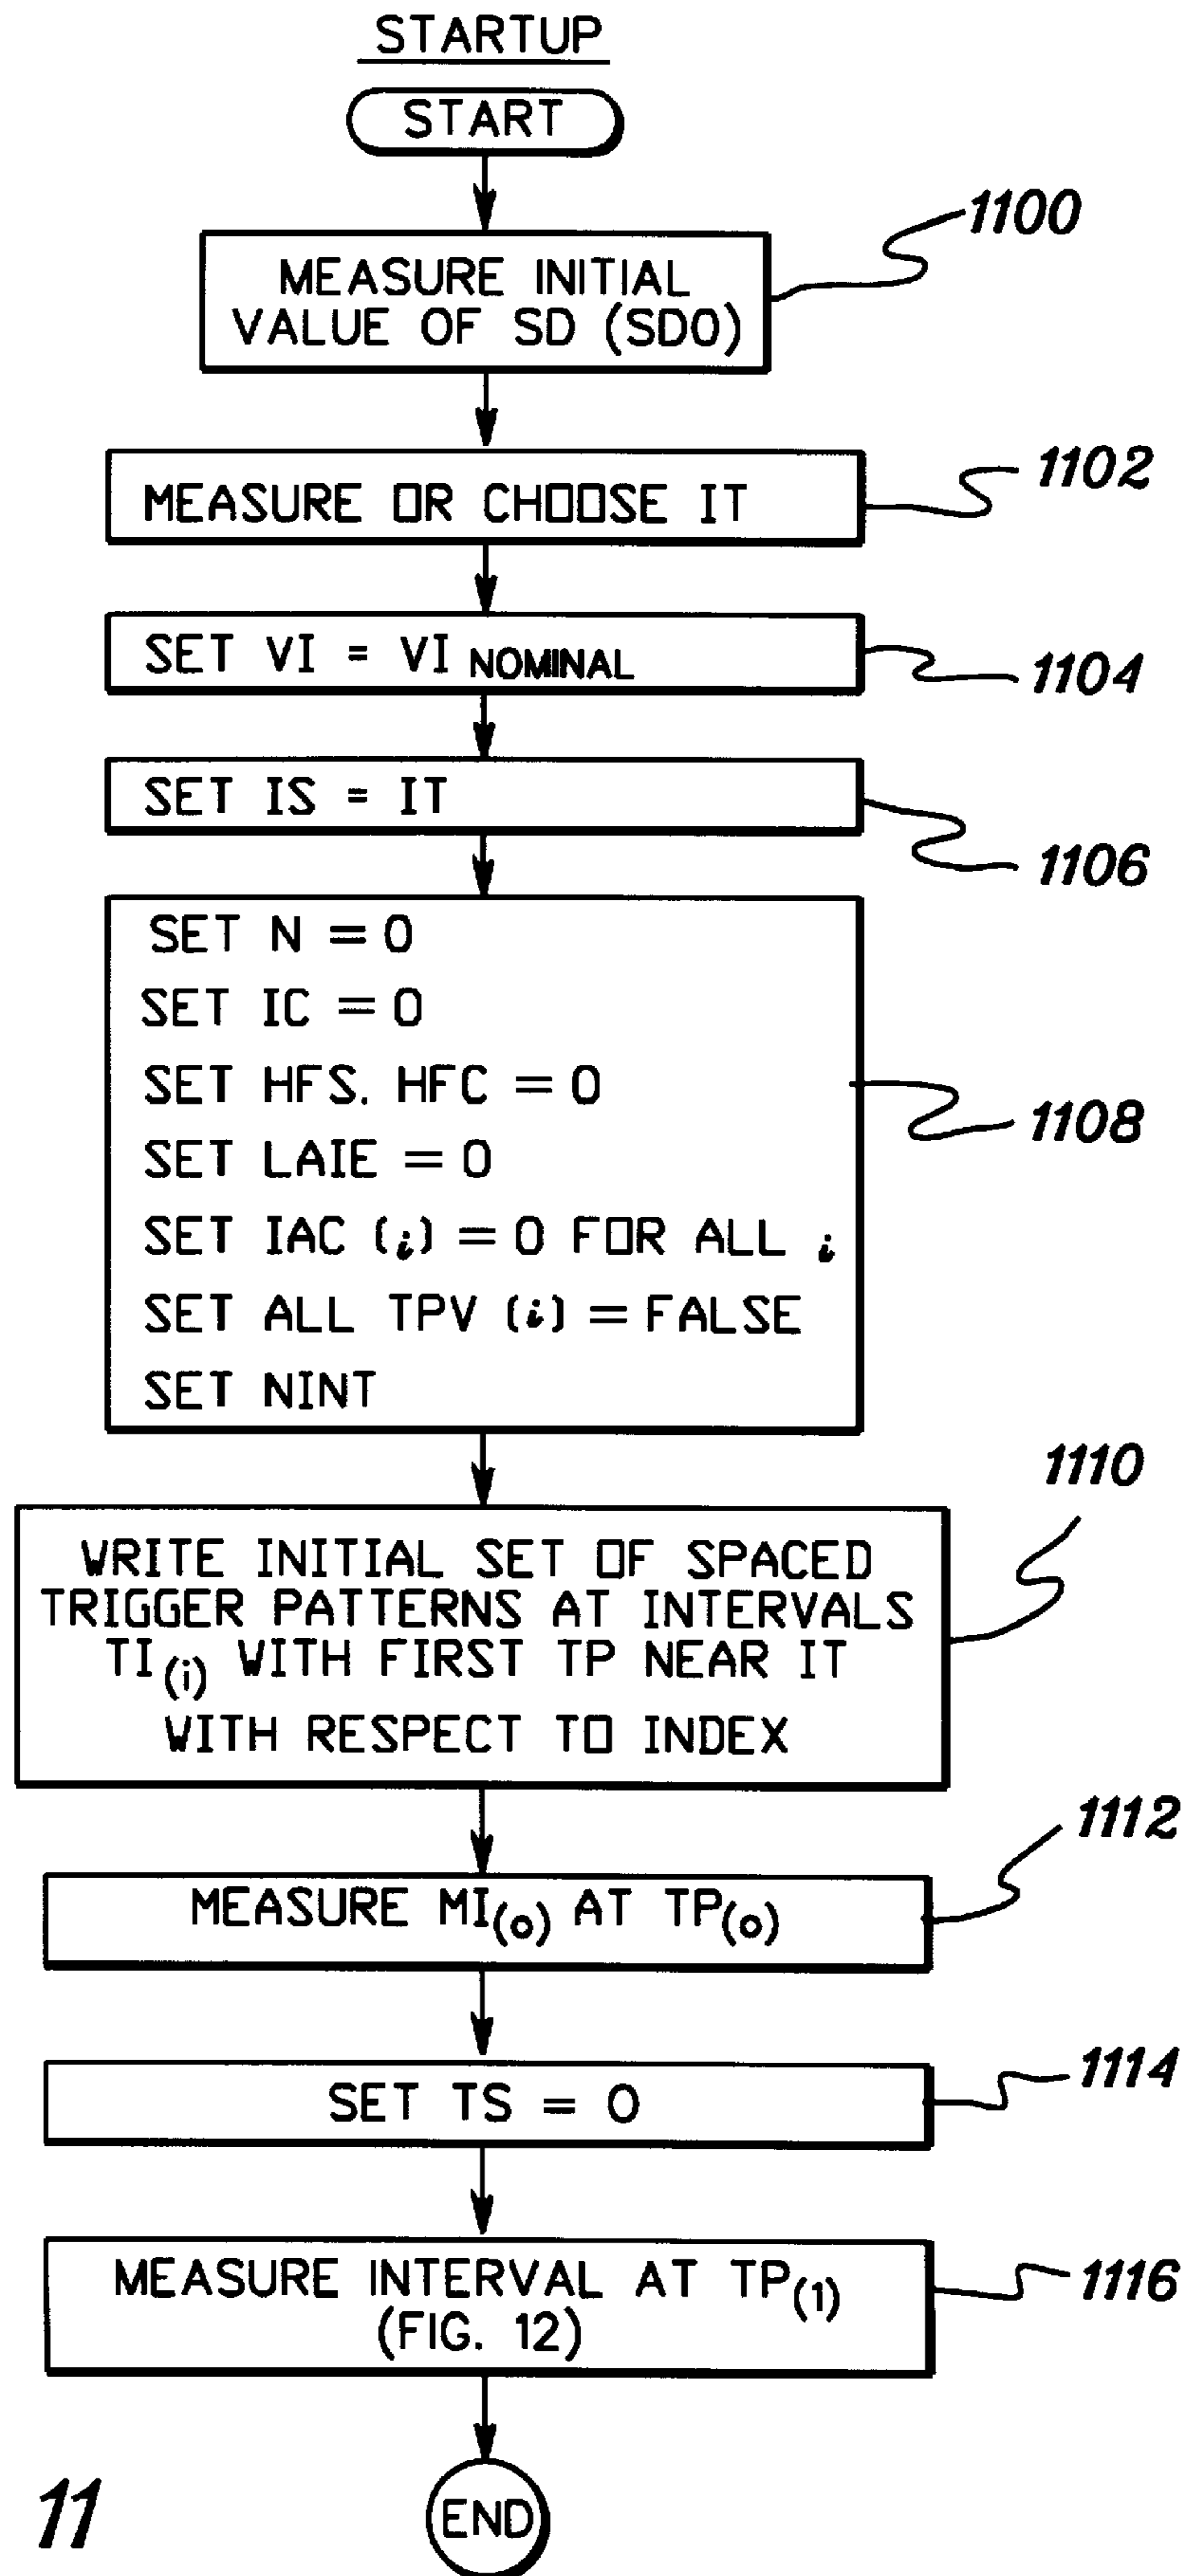 STARTUP
START
1100
MEASURE INITIAL
VALUE OF SD (SD0)
1102
MEASURE OR CHOOSE IT
SET VI = VI NOMINAL
1104
SET IS = IT
1106
SET N = 0
SET IC = 0
SET HFS. HFC = 0
1108
SET LAIE = 0
SET IAC (i) = 0 FOR ALL i
SET ALL TPV (i) = FALSE
SET NINT
1110
WRITE INITIAL SET OF SPACED
TRIGGER PATTERNS AT INTERVALS
TI(i) WITH FIRST TP NEAR IT
WITH RESPECT TO INDEX
1112
MEASURE MI(o) AT TP(o)
1114
SET TS = 0
1116
MEASURE INTERVAL AT TP(1)
(FIG. 12)
END
11